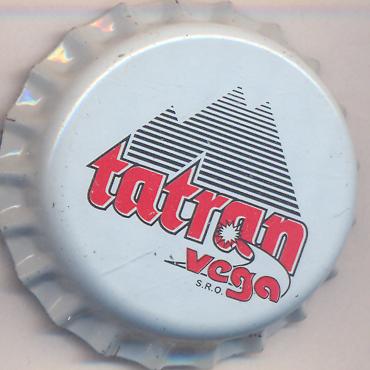 tatran
vega
S.R.O.